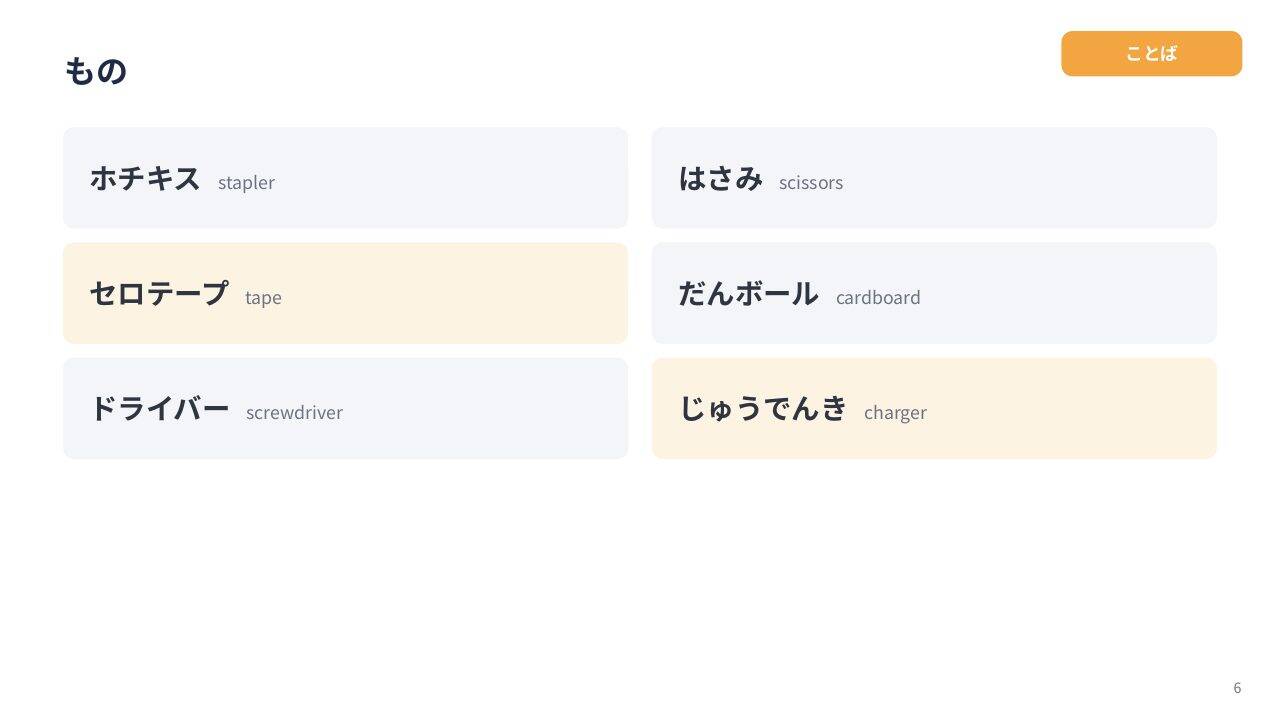 もの
ことば
ホチキス stapler
はさみ scissors
セロテープ tape
だんボール cardboard
ドライバー screwdriver
じゅうでんき charger
6